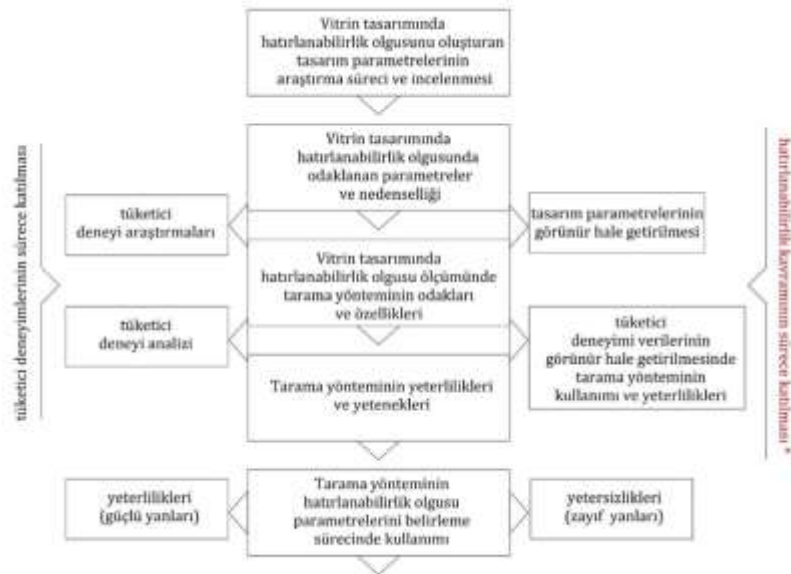 Vitrin tasarımında
hatırlanabilirlik olgusunu oluşturan
tasarım parametrelerinin
araştırma süreci ve incelenmesi
Vitrin tasarımında
hatırlanabilirlik olgusunda
odaklanan parametreler
ve nedenselliği
tüketici
deneyi araştırmaları
tasarım parametrelerinin
görünür hale getirilmesi
Vitrin tasarımında
hatırlanabilirlik olgusu ölçümünde
tarama yönteminin odakları
ve özellikleri
tüketici
deneyi analizi
tüketici
deneyimi verilerinin
görünür hale getirilmesinde
tarama yönteminin
kullanımı ve yeterlilikleri
Tarama yönteminin yeterlilikleri
ve yetenekleri
yeterlilikleri
(güçlü yanları)
Tarama yönteminin
hatırlanabilirlik olgusu
parametrelerini belirleme
sürecinde kullanımı
yetersizlikleri
(zayıf yanları)
tüketici deneyimlerinin sürece katılması
hatırlanabilirlik kavramının sürece katılması *